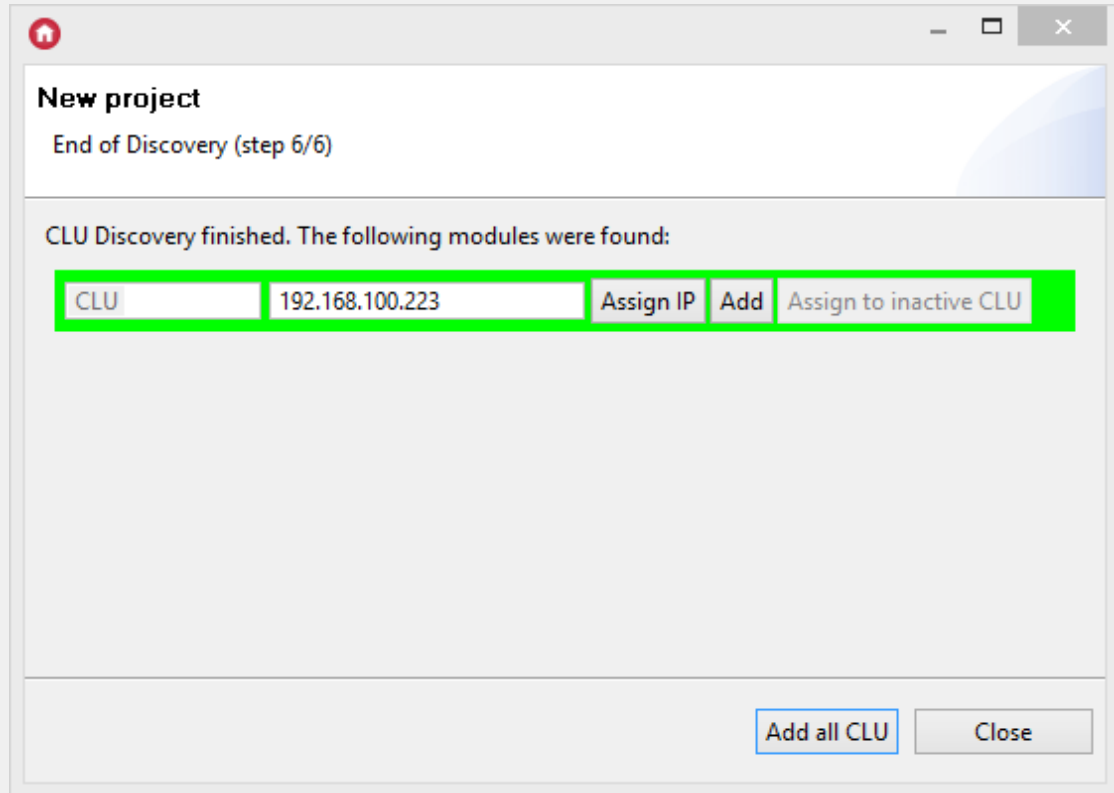 New project
End of Discovery (step 6/6)
CLU Discovery finished. The following modules were found:
CLU 192.168.100.223 Assign IP Add Assign to inactive CLU
Add all CLU Close